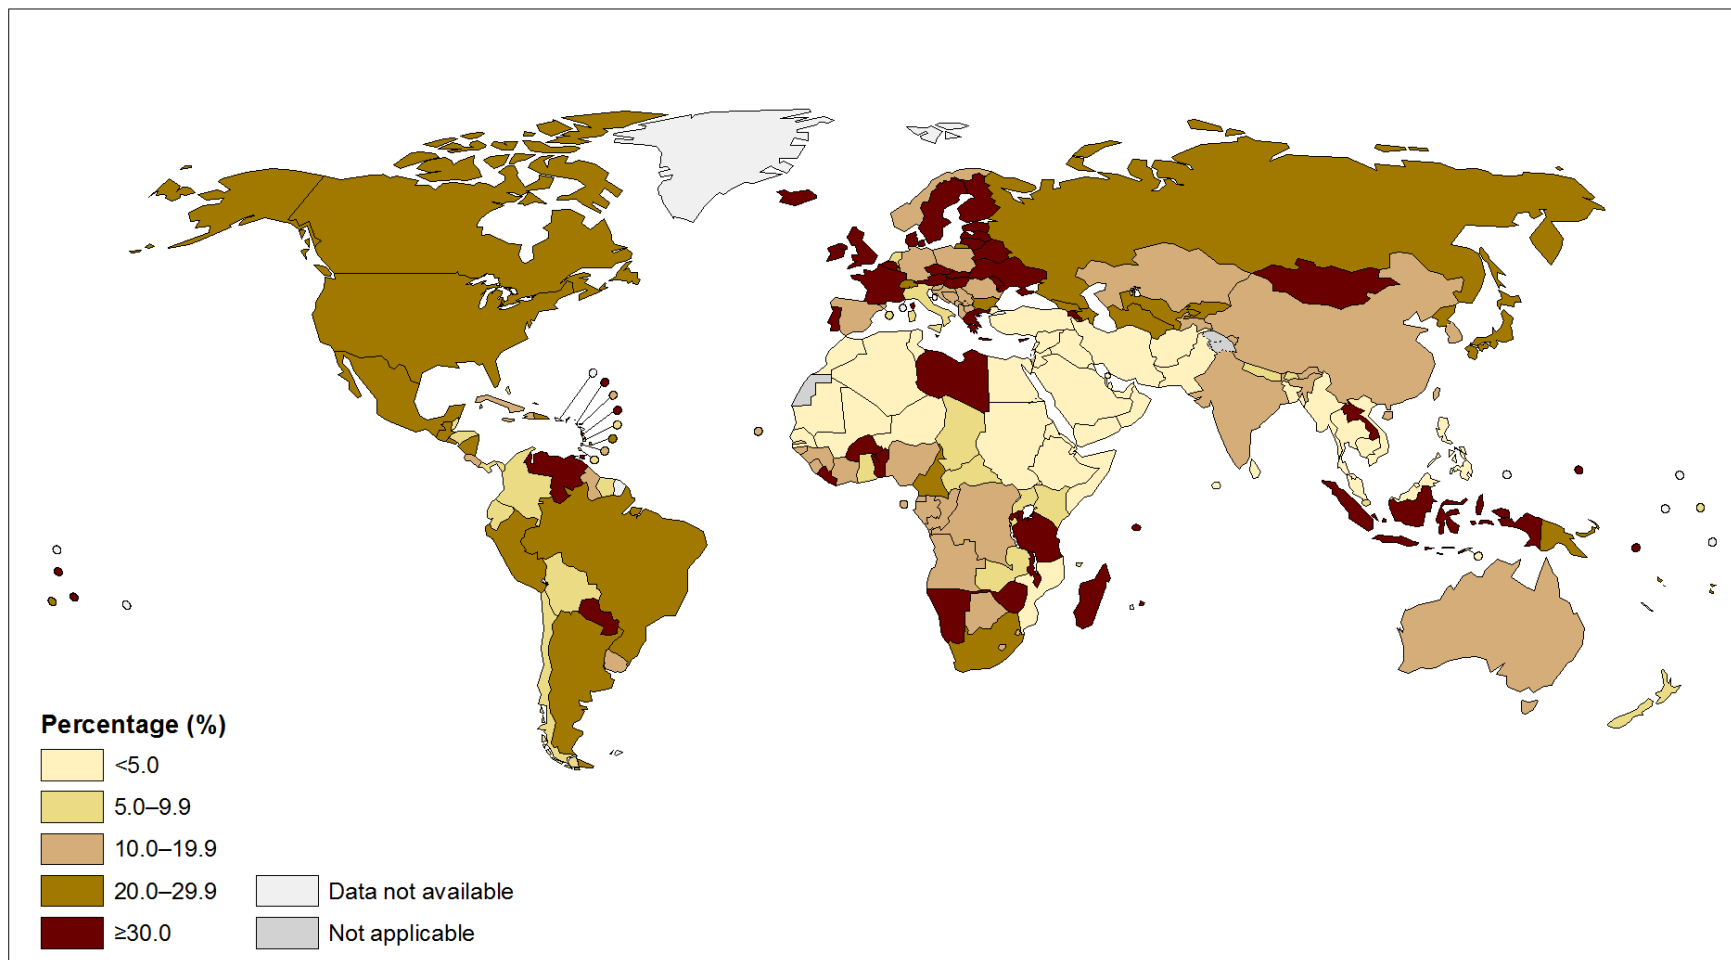 Percentage (%)
<5.0
5.0–9.9
10.0–19.9
20.0–29.9
≥30.0
Data not available
Not applicable